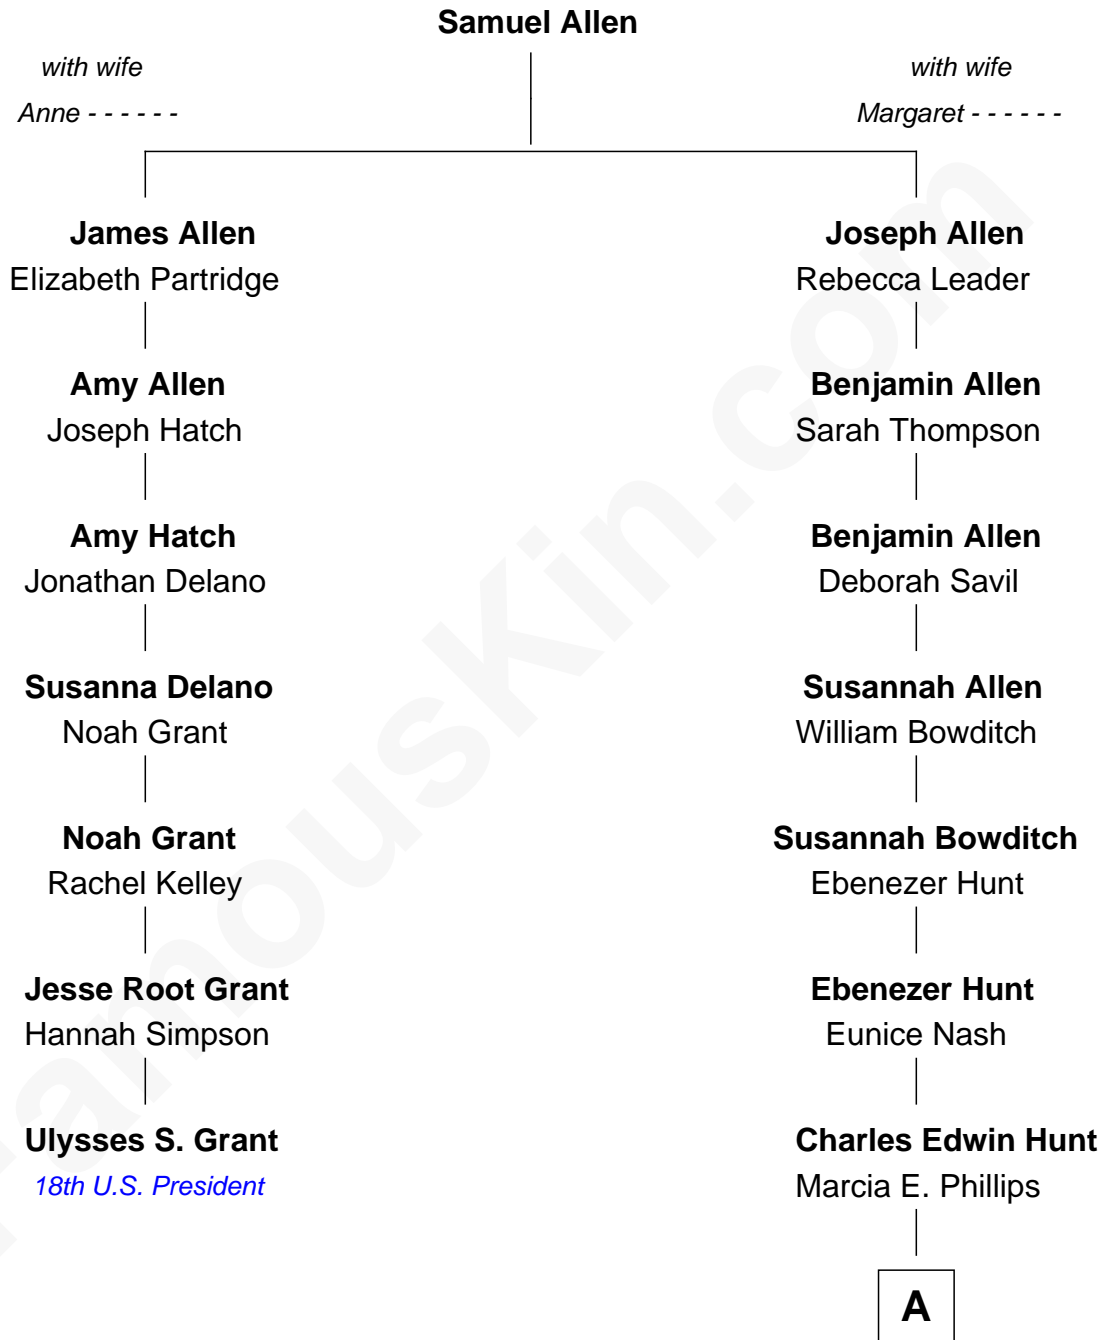 Samuel Allen
with wife
Anne - - - - - -
with wife
Margaret - - - - - -
James Allen
Elizabeth Partridge
Joseph Allen
Rebecca Leader
Amy Allen
Joseph Hatch
Benjamin Allen
Sarah Thompson
Amy Hatch
Jonathan Delano
Benjamin Allen
Deborah Savil
Susanna Delano
Noah Grant
Susannah Allen
William Bowditch
Noah Grant
Rachel Kelley
Susannah Bowditch
Ebenezer Hunt
Jesse Root Grant
Hannah Simpson
Ebenezer Hunt
Eunice Nash
Ulysses S. Grant
18th U.S. President
Charles Edwin Hunt
Marcia E. Phillips
A
FamousKin.com